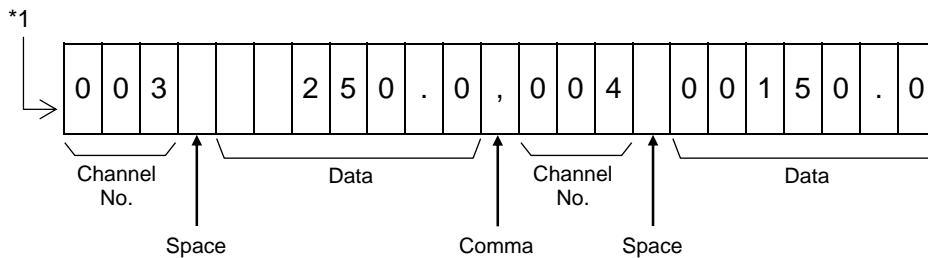 *1
0 0 3     2 5 0 . 0 , 0 0 4   0 0 1 5 0 . 0
Channel No. Data Channel No. Data
Space Comma Space